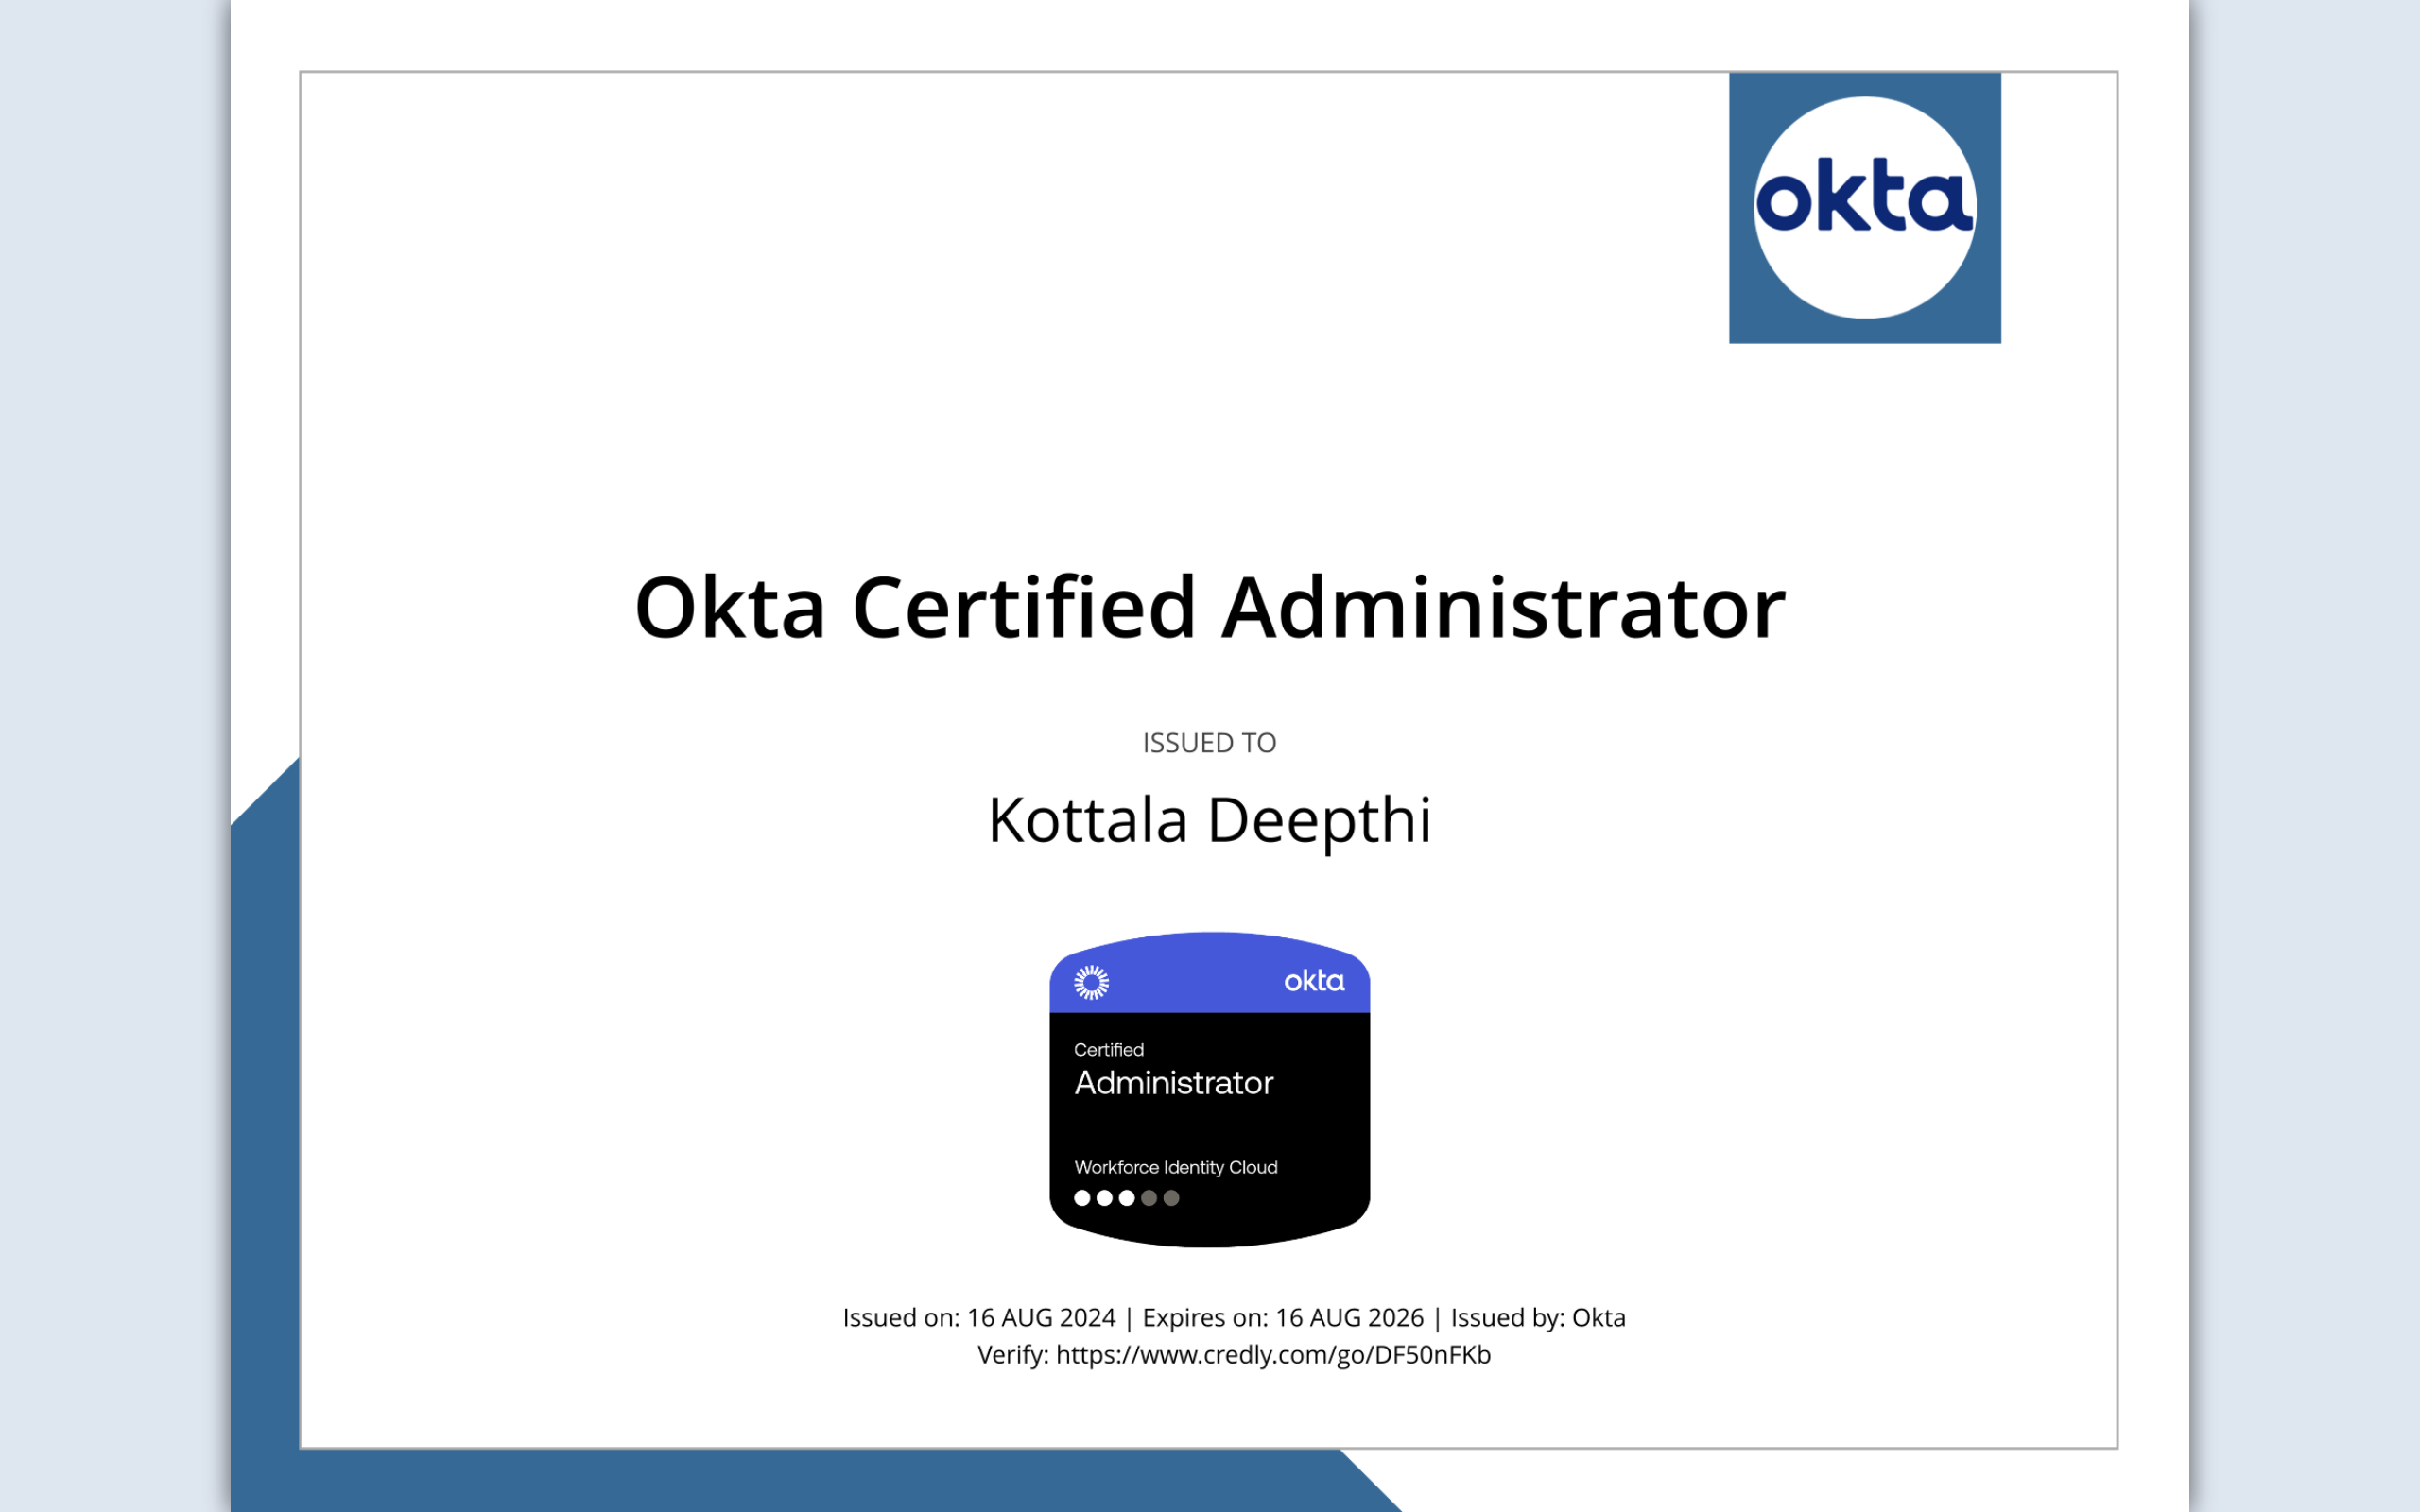 okta
Okta Certified Administrator
ISSUED TO
Kottala Deepthi
okta
Certified
Administrator
Workforce Identity Cloud
Issued on: 16 AUG 2024 | Expires on: 16 AUG 2026 | Issued by: Okta
Verify: https://www.credly.com/go/DF50nFKb